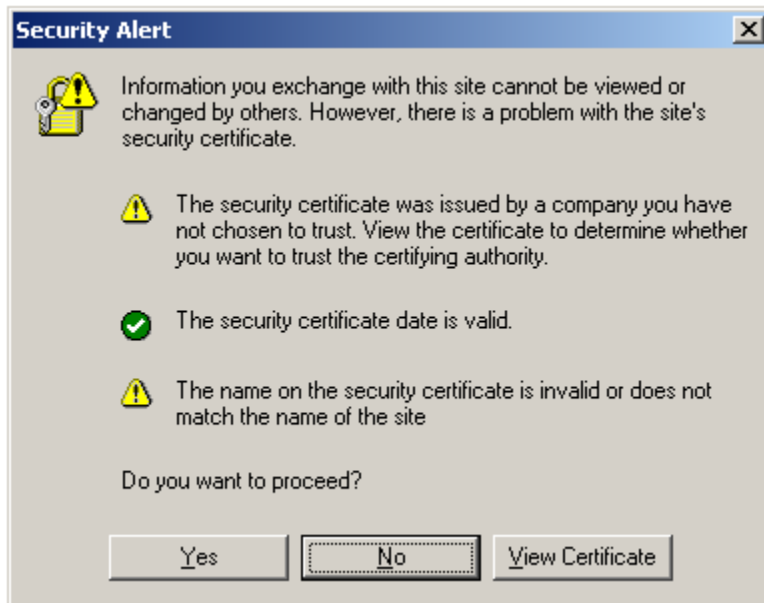 Security Alert
Information you exchange with this site cannot be viewed or
changed by others. However, there is a problem with the site's
security certificate.
The security certificate was issued by a company you have
not chosen to trust. View the certificate to determine whether
you want to trust the certifying authority.
The security certificate date is valid.
The name on the security certificate is invalid or does not
match the name of the site
Do you want to proceed?
Yes No View Certificate